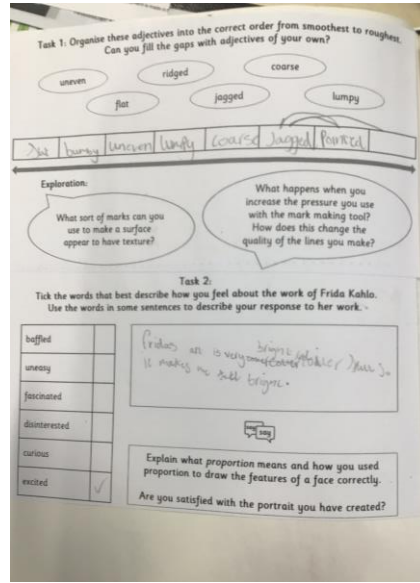 Task 1: Organise these adjectives into the correct order from smoothest to roughest.
Can you fill the gaps with adjectives of your own?
uneven
ridged
coarse
flat
jagged
lumpy
flat bumpy uneven lumpy coarse Jagged Pointed
Exploration:
What sort of marks can you
use to make a surface
appear to have texture?
What happens when you
increase the pressure you use
with the mark making tool?
How does this change the
quality of the lines you make?
Task 2:
Tick the words that best describe how you feel about the work of Frida Kahlo.
Use the words in some sentences to describe your response to her work.
baffled
uneasy
fascinated
disinterested
curious
excited
Fridas art is very
It makes me
say say
Explain what proportion means and how you used
proportion to draw the features of a face correctly.
Are you satisfied with the portrait you have created?